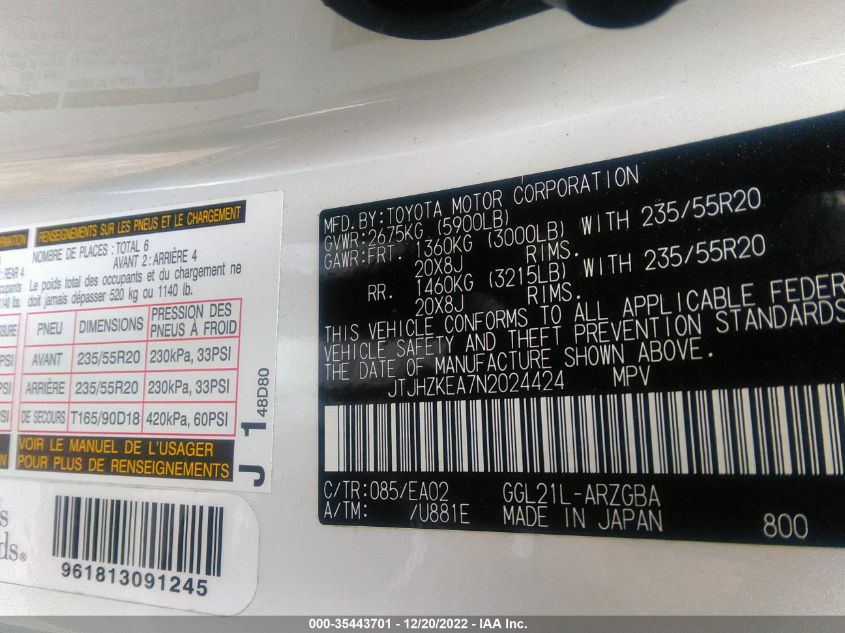 ORMATION
RENSEIGNEMENTS SUR LES PNEUS ET LE CHARGEMENT
NOMBRE DE PLACES : TOTAL 6
AVANT 2 : ARRIÈRE 4
REAR 4
Le poids total des occupants et du chargement ne
doit jamais dépasser 520 kg ou 1140 lb.
1140 lb.
PNEU DIMENSIONS PRESSION DES PNEUS À FROID
AVANT 235/55R20 230kPa, 33PSI
ARRIÈRE 235/55R20 230kPa, 33PSI
DE SECOURS T165/90D18 420kPa, 60PSI
VOIR LE MANUEL DE L'USAGER
POUR PLUS DE RENSEIGNEMENTS
J 1 48D80
961813091245
MFD.BY:TOYOTA MOTOR CORPORATION
GVWR:2675KG (5900LB)
GAWR:FRT. 1360KG (3000LB) WITH 235/55R20
20X8J RIMS.
RR. 1460KG (3215LB) WITH 235/55R20
20X8J RIMS.
THIS VEHICLE CONFORMS TO ALL APPLICABLE FEDER
VEHICLE SAFETY AND THEFT PREVENTION STANDARDS
THE DATE OF MANUFACTURE SHOWN ABOVE.
JTJHZKEA7N2024424 MPV
C/TR:085/EA02 GGL21L-ARZGBA
A/TM: /U881E MADE IN JAPAN 800
000-35443701 - 12/20/2022 - IAA Inc.